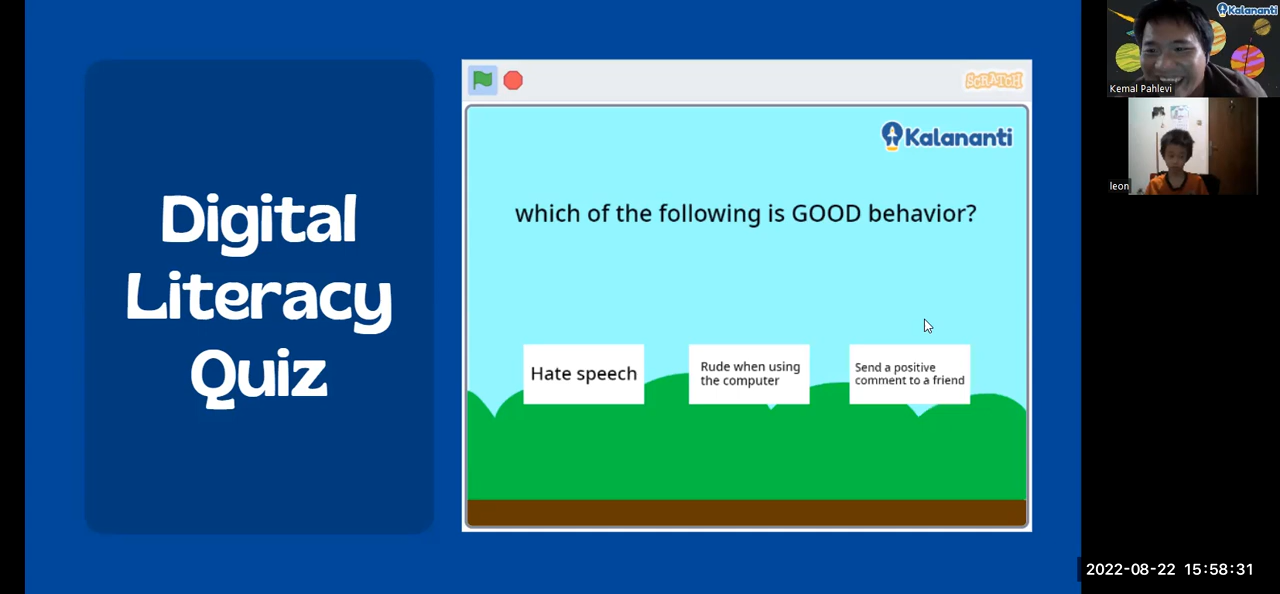 Digital
Literacy
Quiz
SCRATCH
Kalananti
which of the following is GOOD behavior?
Hate speech
Rude when using
the computer
Send a positive
comment to a friend
Kalananti
Kemal Pahlevi
leon
2022-08-22 15:58:31